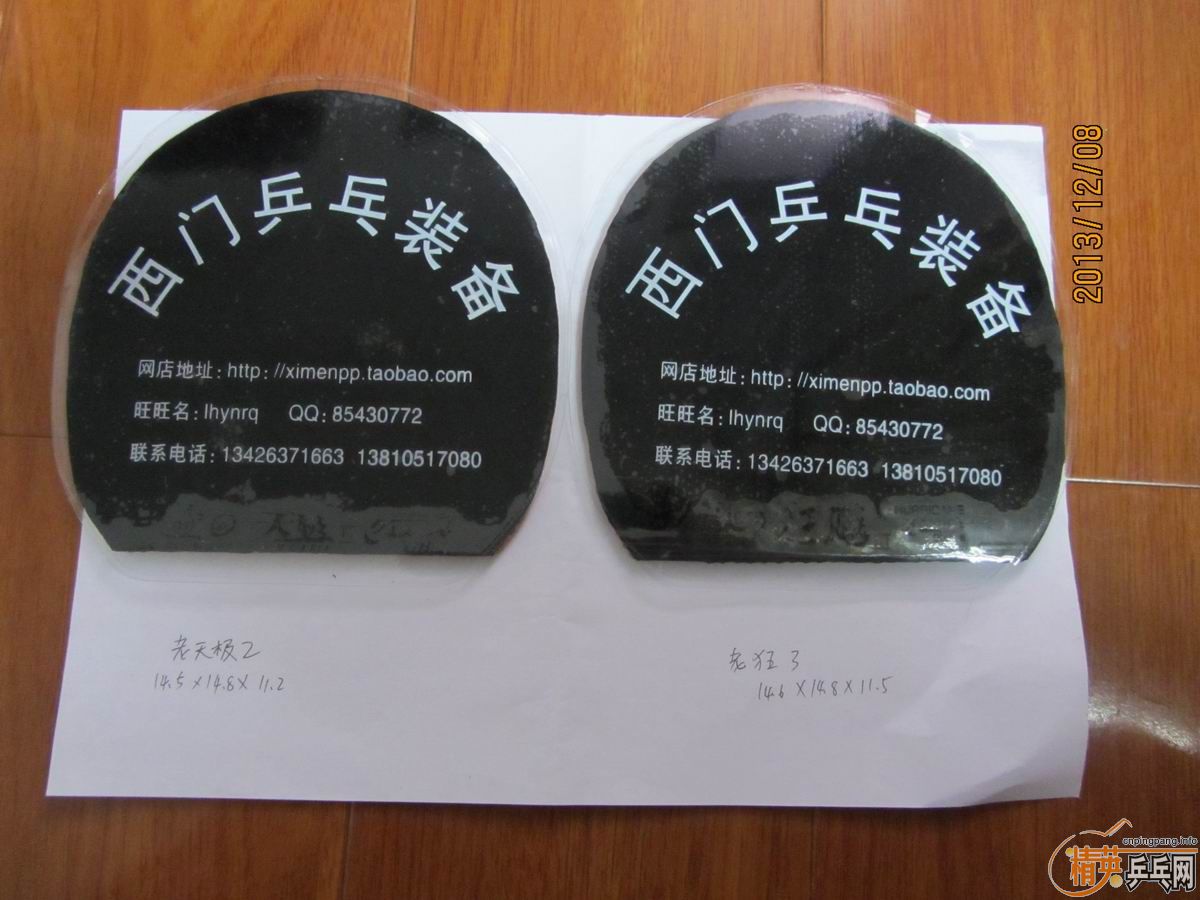 西门乒乓装备
网店地址：http：//ximenpp.taobao.com
旺旺名：lhynrq QQ：85430772
联系电话：13426371663 13810517080
西门乒乓装备
网店地址：http：//ximenpp.taobao.com
旺旺名：lhynrq QQ：85430772
联系电话：13426371663 13810517080
老天极2
14.5×14.8×11.2
老狂3
14.6×14.8×11.5
2013/12/08
cnpingpang.info
精英乒乓网